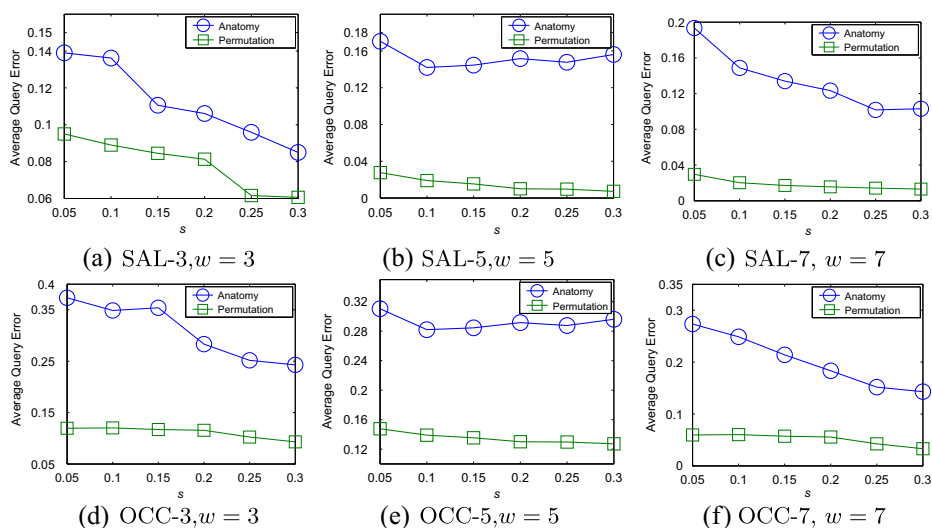 Average Query Error
0.15
0.14
0.12
0.1
0.08
0.06
0.05 0.1 0.15 0.2 0.25 0.3
s
Anatomy
Permutation
(a) SAL-3,w = 3
Average Query Error
0.18
0.16
0.12
0.08
0.04
0
0.05 0.1 0.15 0.2 0.25 0.3
s
Anatomy
Permutation
(b) SAL-5,w = 5
Average Query Error
0.2
0.16
0.12
0.08
0.04
0
0.05 0.1 0.15 0.2 0.25 0.3
s
Anatomy
Permutation
(c) SAL-7, w = 7
Average Query Error
0.4
0.35
0.25
0.15
0.05
0.05 0.1 0.15 0.2 0.25 0.3
s
Anatomy
Permutation
(d) OCC-3,w = 3
Average Query Error
0.32
0.28
0.24
0.2
0.16
0.12
0.05 0.1 0.15 0.2 0.25 0.3
s
Anatomy
Permutation
(e) OCC-5,w = 5
Average Query Error
0.35
0.3
0.2
0.1
0
0.05 0.1 0.15 0.2 0.25 0.3
s
Anatomy
Permutation
(f) OCC-7, w = 7